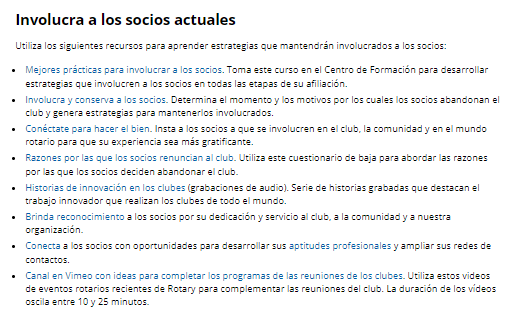 Involucra a los socios actuales
Utiliza los siguientes recursos para aprender estrategias que mantendrán involucrados a los socios:
• Mejores prácticas para involucrar a los socios. Toma este curso en el Centro de Formación para desarrollar
estrategias que involucren a los socios en todas las etapas de su afiliación.
• Involucra y conserva a los socios. Determina el momento y los motivos por los cuales los socios abandonan el
club y genera estrategias para mantenerlos involucrados.
• Conéctate para hacer el bien. Insta a los socios a que se involucren en el club, la comunidad y en el mundo
rotario para que su experiencia sea más gratificante.
• Razones por las que los socios renuncian al club. Utiliza este cuestionario de baja para abordar las razones
por las que los socios deciden abandonar el club.
• Historias de innovación en los clubes (grabaciones de audio). Serie de historias grabadas que destacan el
trabajo innovador que realizan los clubes de todo el mundo.
• Brinda reconocimiento a los socios por su dedicación y servicio al club, a la comunidad y a nuestra
organización.
• Conecta a los socios con oportunidades para desarrollar sus aptitudes profesionales y ampliar sus redes de
contactos.
• Canal en Vimeo con ideas para completar los programas de las reuniones de los clubes. Utiliza estos videos
de eventos rotarios recientes de Rotary para complementar las reuniones del club. La duración de los vídeos
oscila entre 10 y 25 minutos.